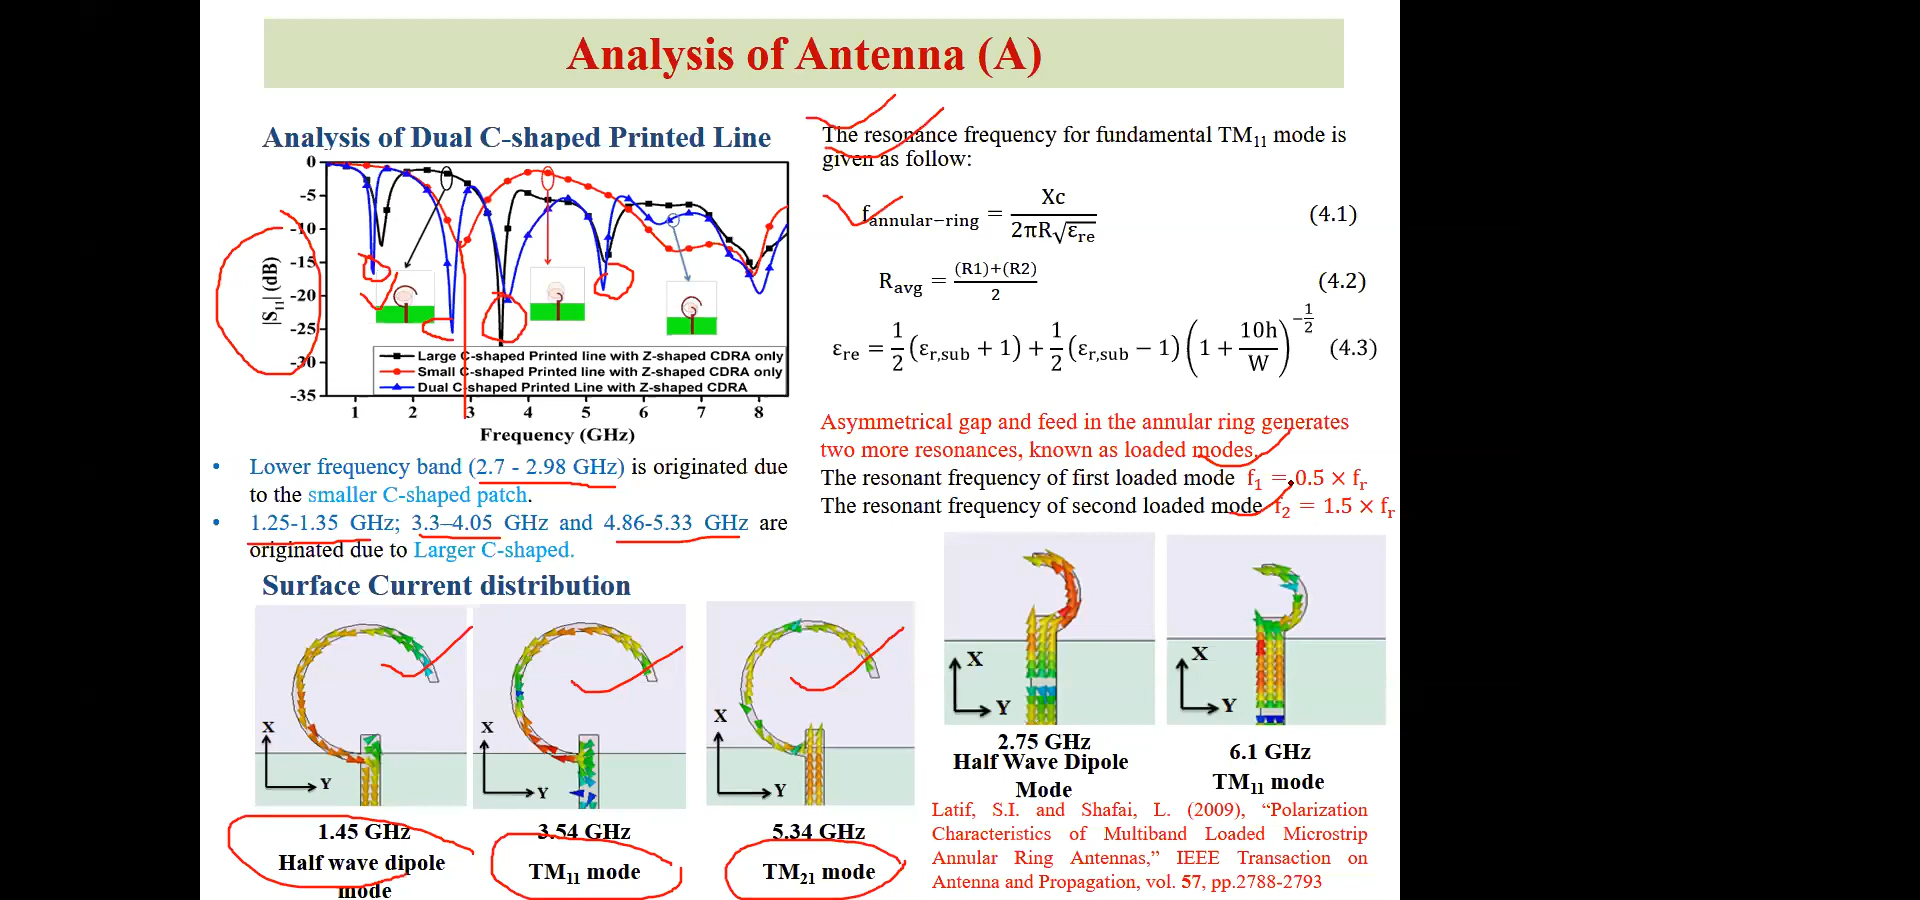 Analysis of Antenna (A)
Analysis of Dual C-shaped Printed Line
0
-5
-10
-15
-20
-25
-30
-35
|S11| (dB)
Large C-shaped Printed line with Z-shaped CDRA only
Small C-shaped Printed line with Z-shaped CDRA only
Dual C-shaped Printed Line with Z-shaped CDRA
1 2 3 4 5 6 7 8
Frequency (GHz)
• Lower frequency band (2.7 - 2.98 GHz) is originated due
to the smaller C-shaped patch.
• 1.25-1.35 GHz; 3.3–4.05 GHz and 4.86-5.33 GHz are
originated due to Larger C-shaped.
Surface Current distribution
X
Y
X
Y
X
Y
1.45 GHz
Half wave dipole
mode
3.54 GHz
TM11 mode
5.34 GHz
TM21 mode
The resonance frequency for fundamental TM11 mode is
given as follow:
fannular−ring = Xc / 2πR√εre (4.1)
Ravg = (R1)+(R2) / 2 (4.2)
εre = 1/2 (εr,sub + 1) + 1/2 (εr,sub − 1) (1 + 10h/W)^−1/2 (4.3)
Asymmetrical gap and feed in the annular ring generates
two more resonances, known as loaded modes.
The resonant frequency of first loaded mode f1 = 0.5 × fr
The resonant frequency of second loaded mode f2 = 1.5 × fr
X
Y
X
Y
2.75 GHz
Half Wave Dipole
Mode
6.1 GHz
TM11 mode
Latif, S.I. and Shafai, L. (2009), “Polarization
Characteristics of Multiband Loaded Microstrip
Annular Ring Antennas,” IEEE Transaction on
Antenna and Propagation, vol. 57, pp.2788-2793